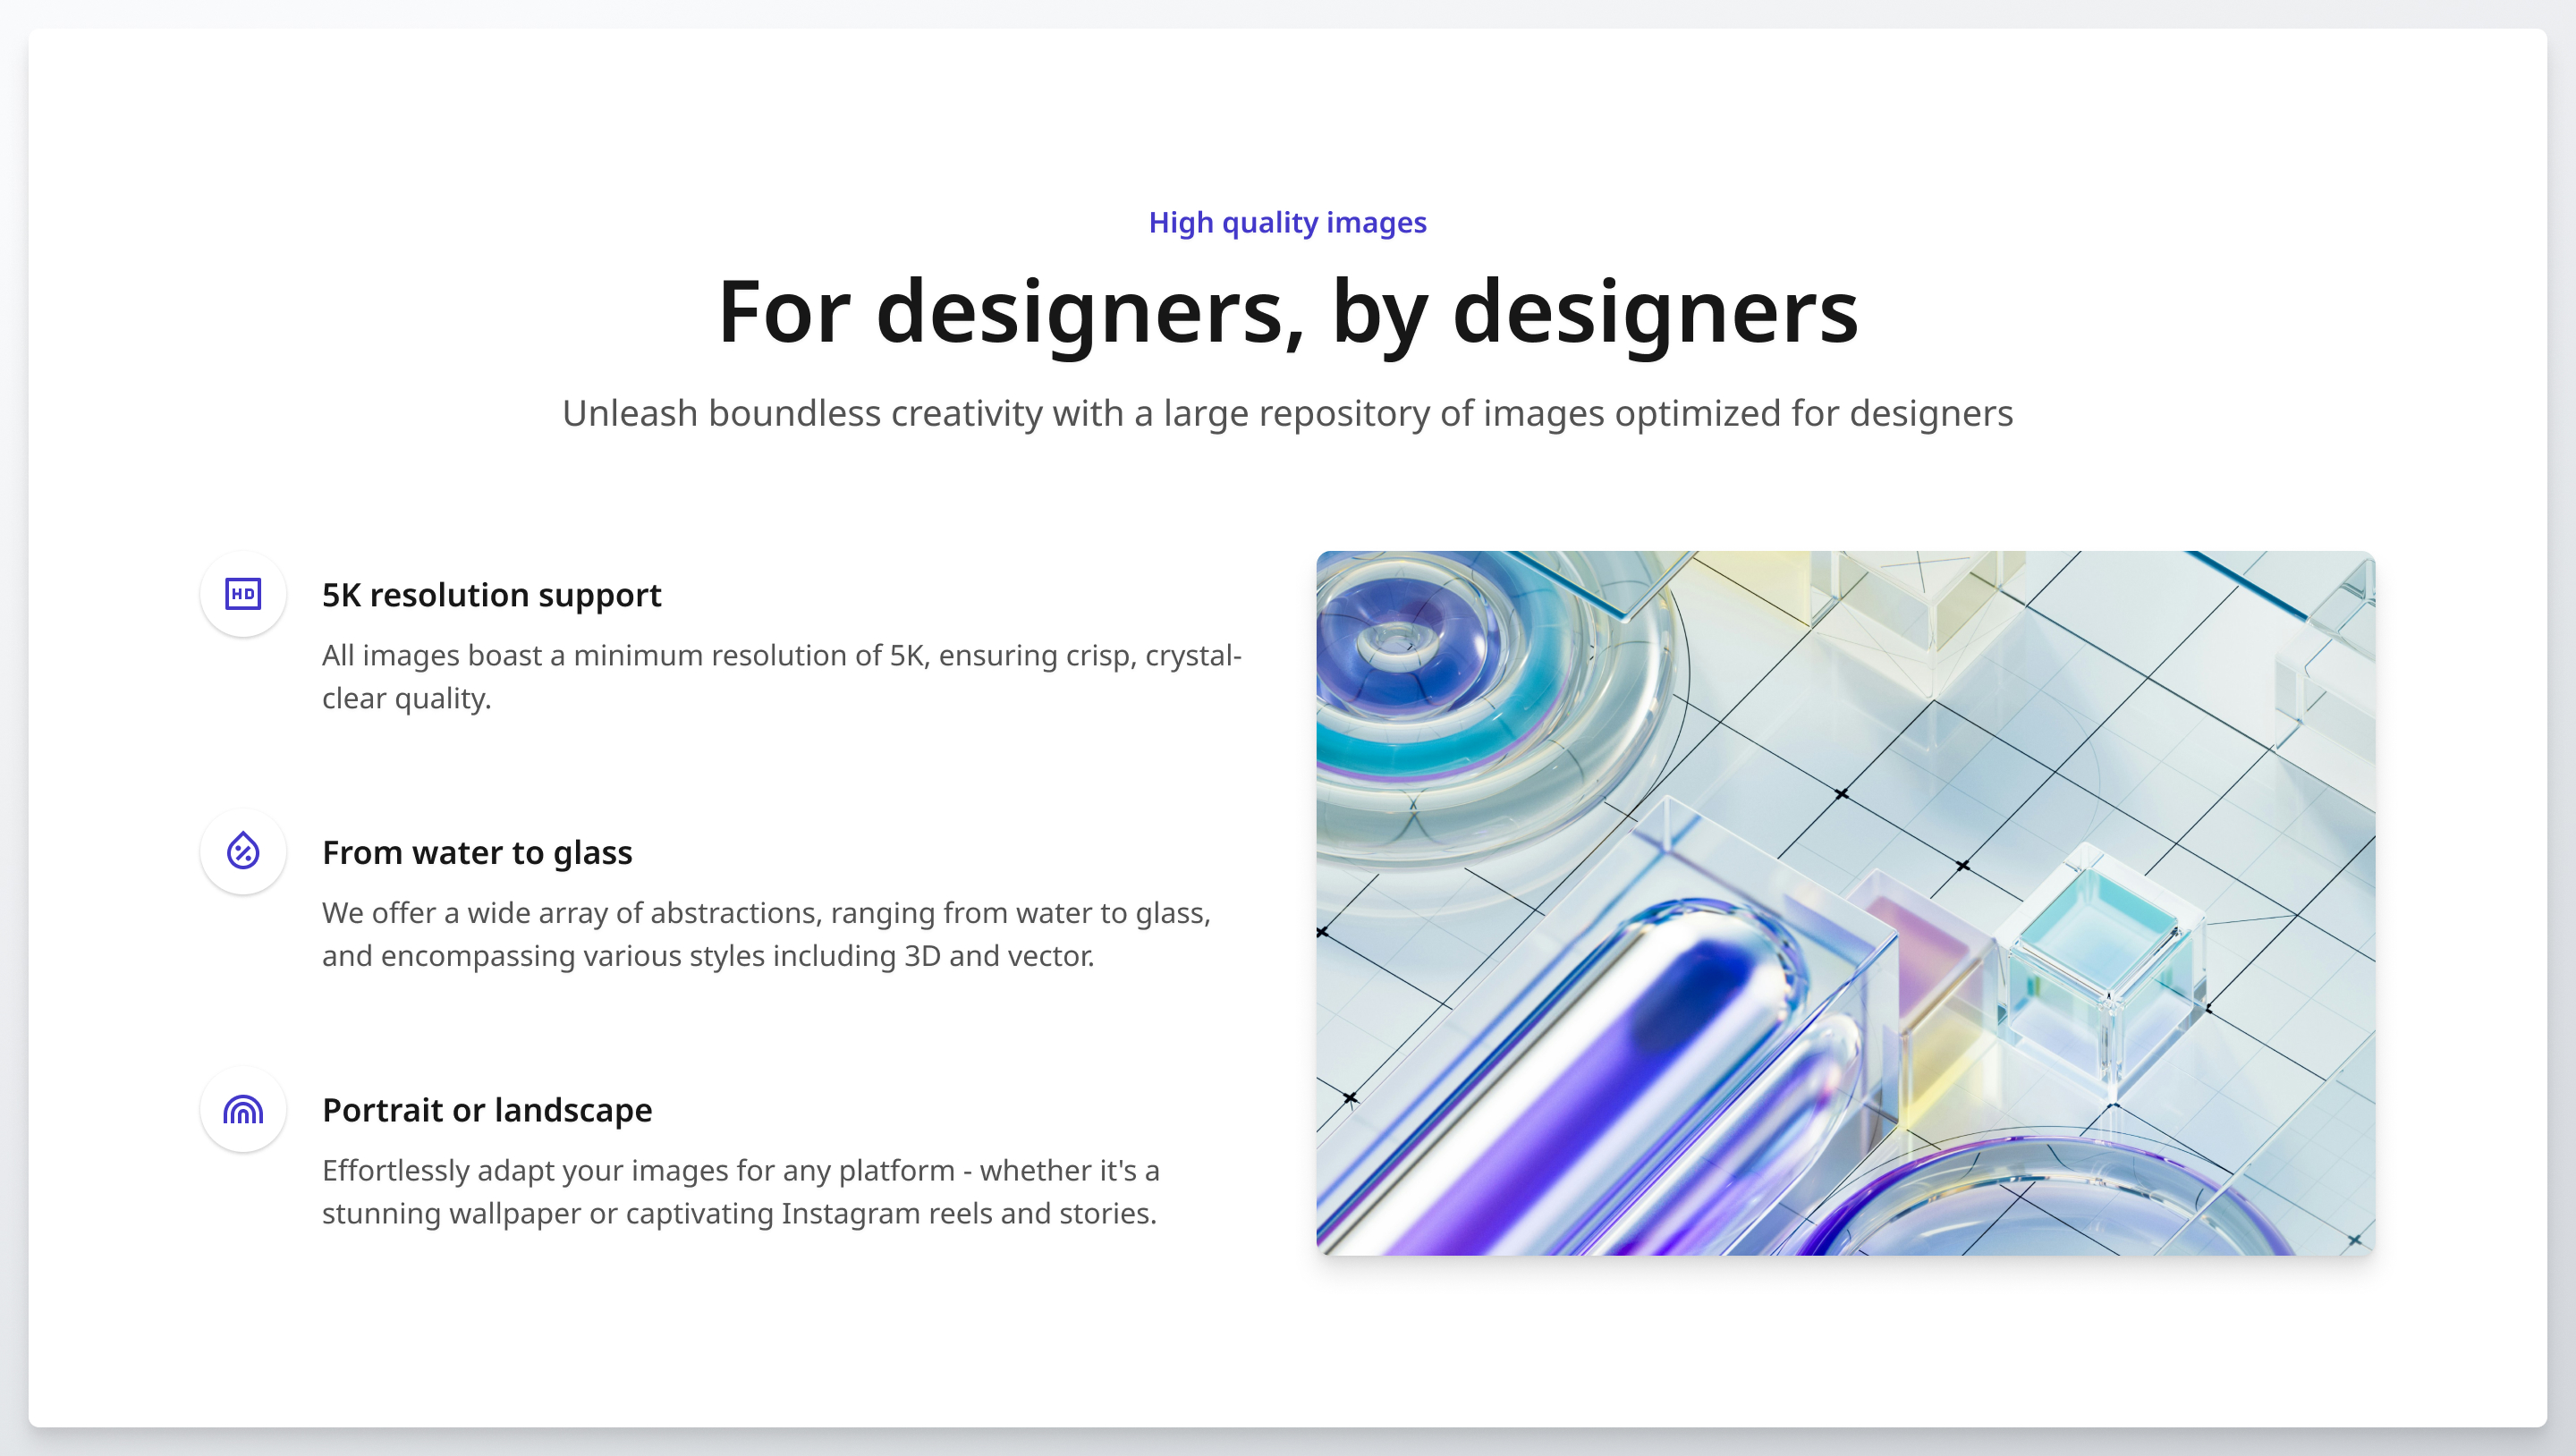 High quality images
For designers, by designers
Unleash boundless creativity with a large repository of images optimized for designers
HD
5K resolution support
All images boast a minimum resolution of 5K, ensuring crisp, crystal-
clear quality.
From water to glass
We offer a wide array of abstractions, ranging from water to glass,
and encompassing various styles including 3D and vector.
Portrait or landscape
Effortlessly adapt your images for any platform - whether it's a
stunning wallpaper or captivating Instagram reels and stories.